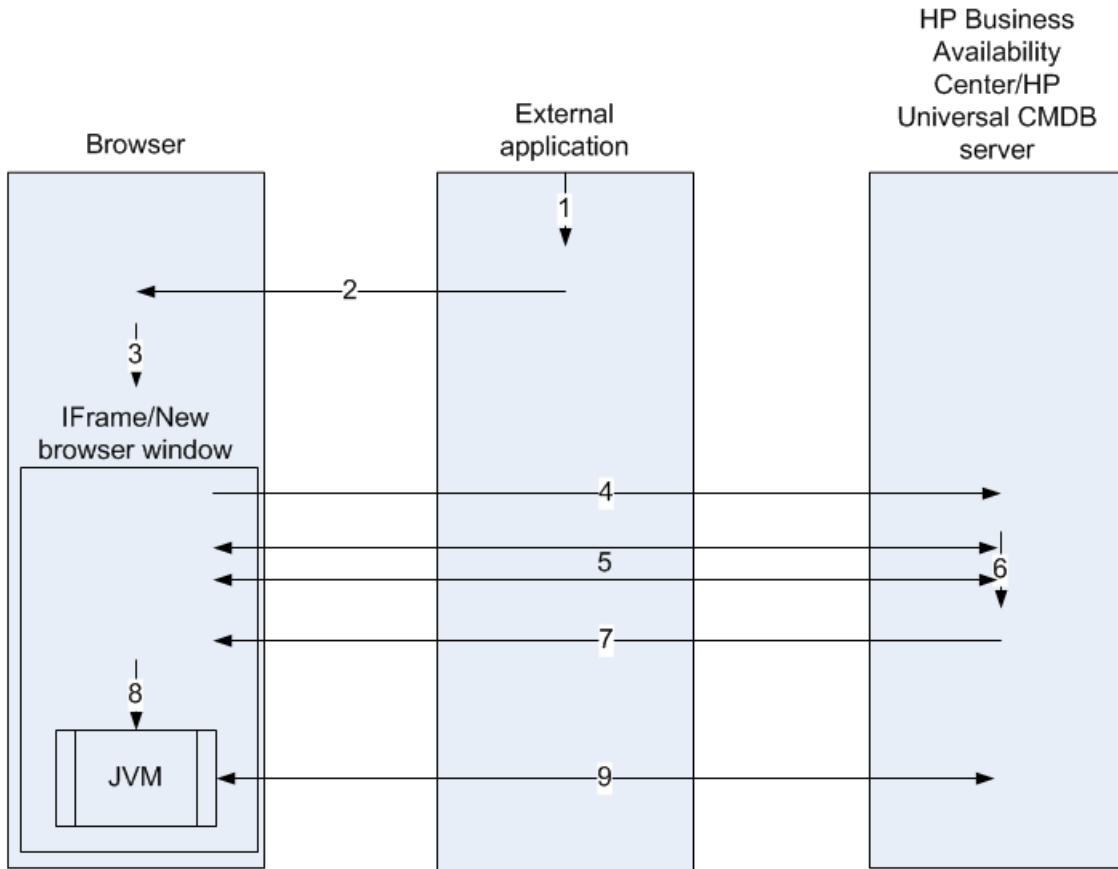 HP Business
Availability
Center/HP
Universal CMDB
server
External
application
Browser
1
2
3
IFrame/New
browser window
4
5
6
7
8
JVM
9